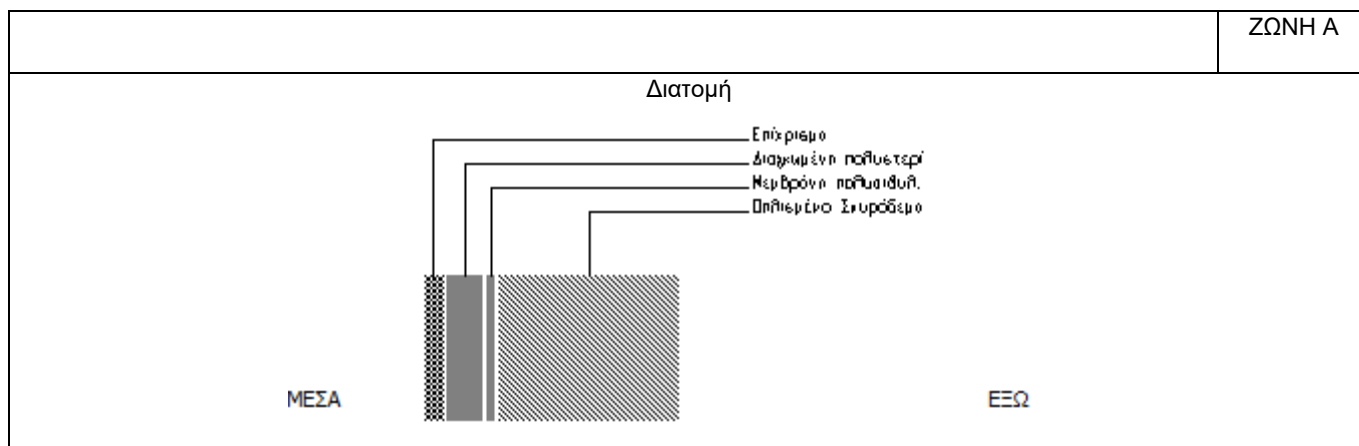 ΖΩΝΗ Α
Διατομή
Επίχρισμα
Διογκωμένη πολυστερί
Μεμβράνη πολυαιθυλ.
Οπλισμένο Σκυρόδεμα
ΜΕΣΑ
ΕΞΩ